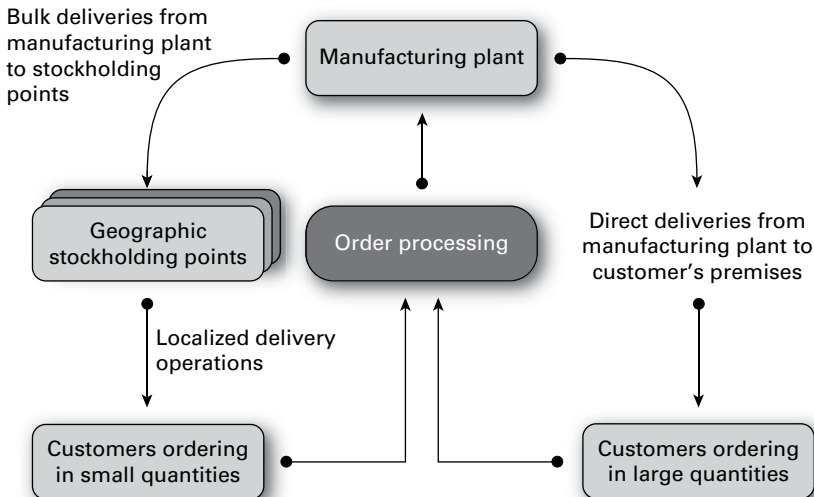 Bulk deliveries from
manufacturing plant
to stockholding
points
Manufacturing plant
Geographic
stockholding points
Order processing
Direct deliveries from
manufacturing plant to
customer’s premises
Localized delivery
operations
Customers ordering
in small quantities
Customers ordering
in large quantities